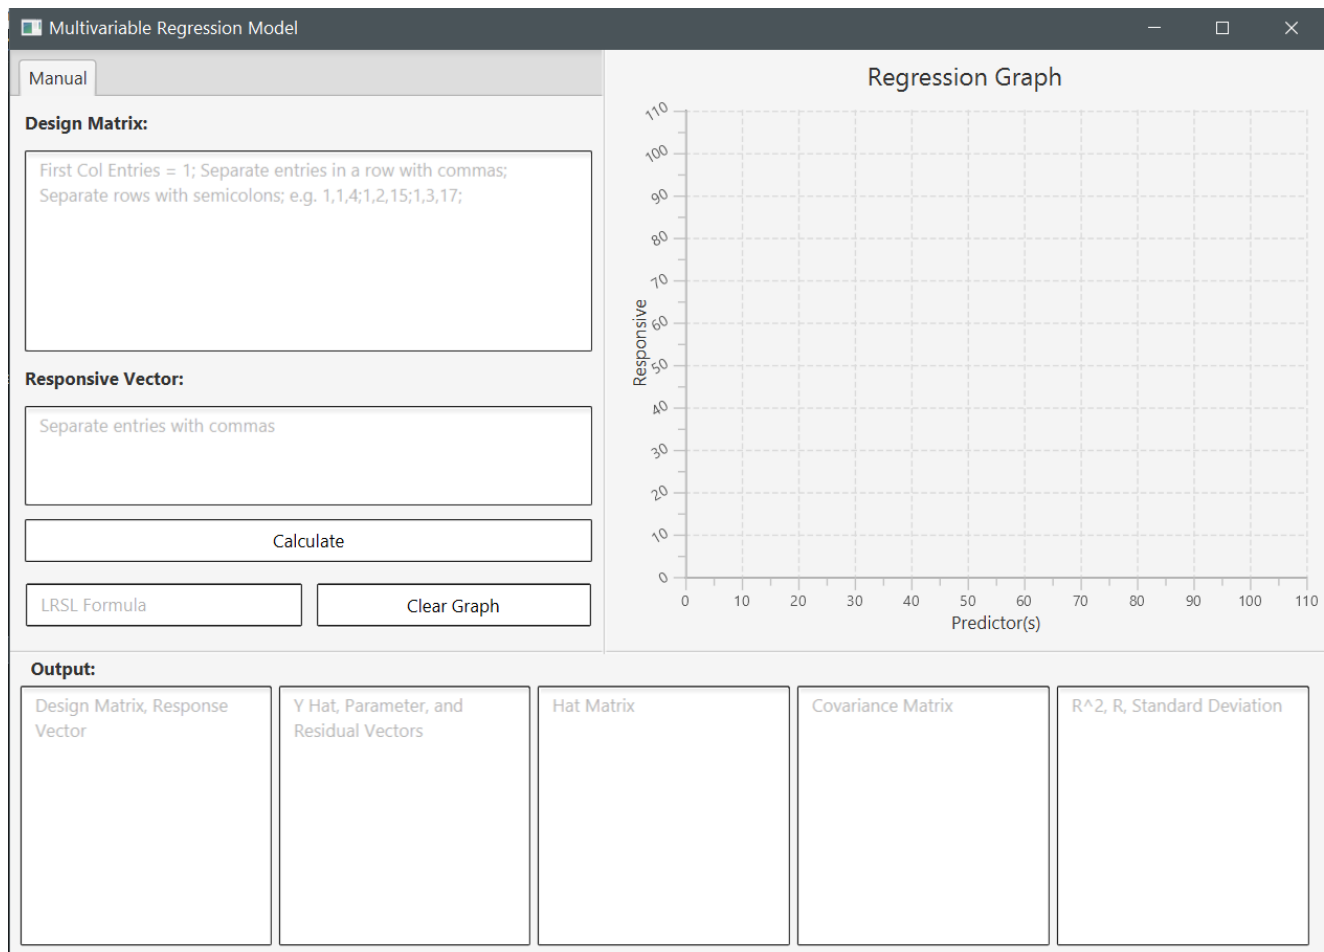 Multivariable Regression Model
Manual
Design Matrix:
First Col Entries = 1; Separate entries in a row with commas;
Separate rows with semicolons; e.g. 1,1,4;1,2,15;1,3,17;
Responsive Vector:
Separate entries with commas
Calculate
LRSL Formula
Clear Graph
Regression Graph
Responsive
110
100
90
80
70
60
50
40
30
20
10
0
0 10 20 30 40 50 60 70 80 90 100 110
Predictor(s)
Output:
Design Matrix, Response
Vector
Y Hat, Parameter, and
Residual Vectors
Hat Matrix
Covariance Matrix
R^2, R, Standard Deviation